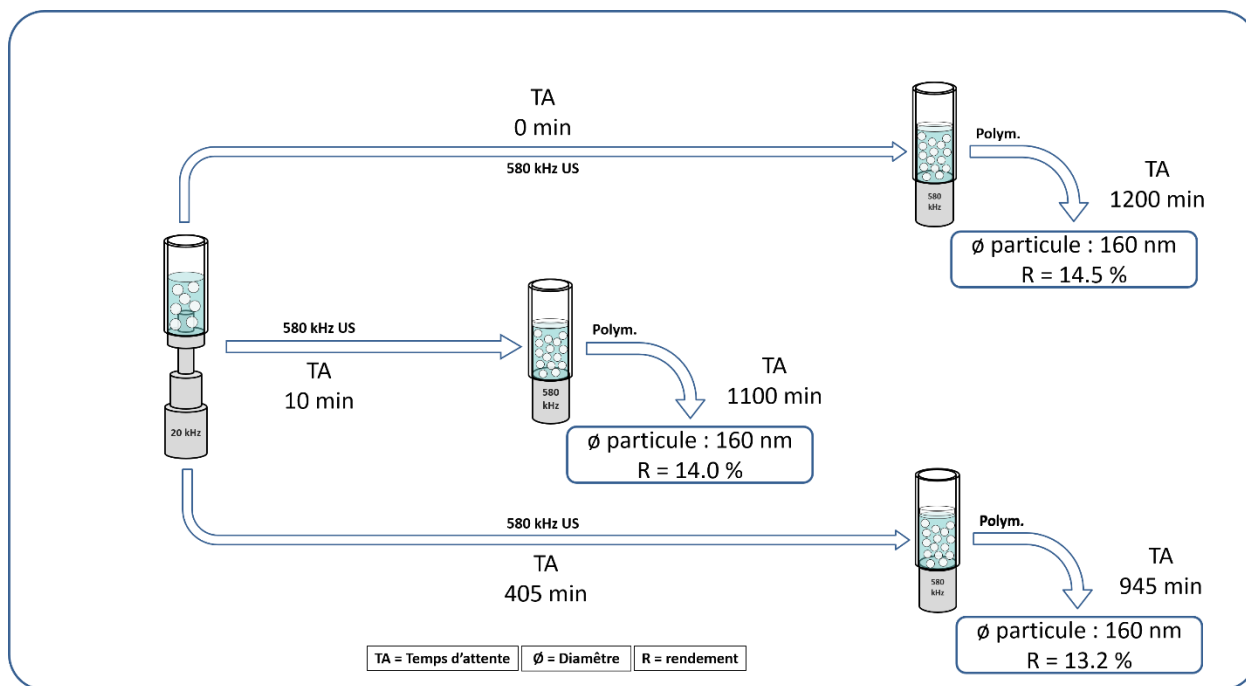 TA
0 min
580 kHz US
580
kHz
Polym.
TA
1200 min
ø particule : 160 nm
R = 14.5 %
20 kHz
580 kHz US
TA
10 min
580
kHz
Polym.
TA
1100 min
ø particule : 160 nm
R = 14.0 %
580 kHz US
TA
405 min
580
kHz
Polym.
TA
945 min
ø particule : 160 nm
R = 13.2 %
TA = Temps d'attente
Ø = Diamêtre
R = rendement